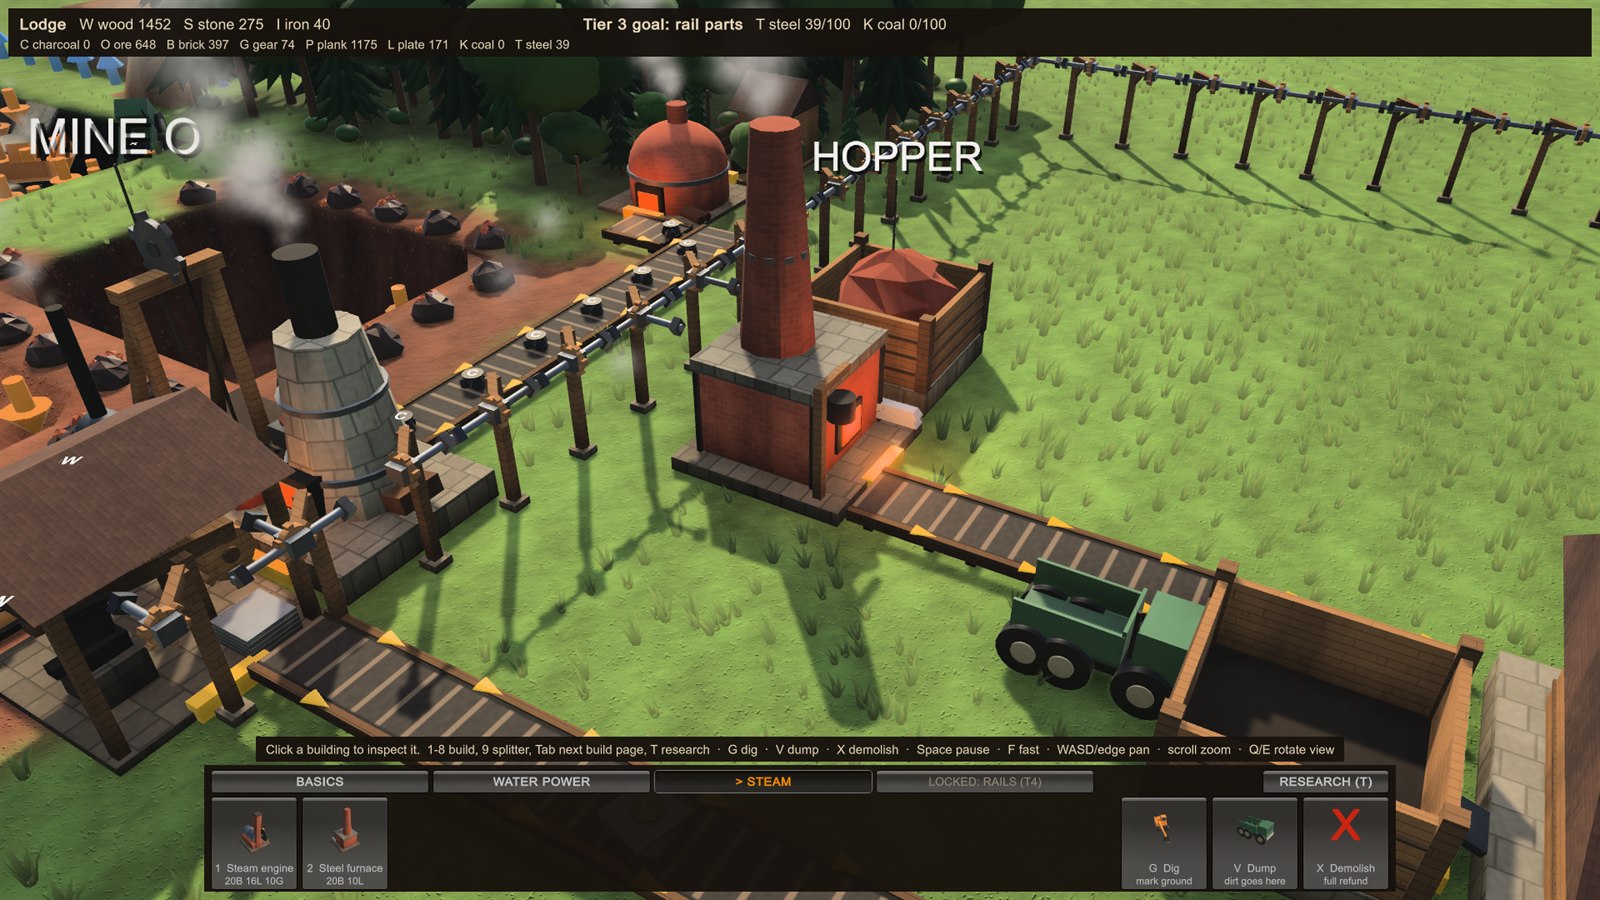 Lodge W wood 1452 S stone 275 I iron 40
Tier 3 goal: rail parts T steel 39/100 K coal 0/100
C charcoal 0 O ore 648 B brick 397 G gear 74 P plank 1175 L plate 171 K coal 0 T steel 39
MINE O
HOPPER
C
C
C
C
C
C
C
W
W
Click a building to inspect it. 1-8 build, 9 splitter, Tab next build page, T research · G dig · V dump · X demolish · Space pause · F fast · WASD/edge pan · scroll zoom · Q/E rotate view
BASICS
WATER POWER
> STEAM
LOCKED: RAILS (T4)
RESEARCH (T)
1 Steam engine
20B 16L 10G
2 Steel furnace
20B 10L
G Dig
mark ground
V Dump
dirt goes here
X Demolish
full refund